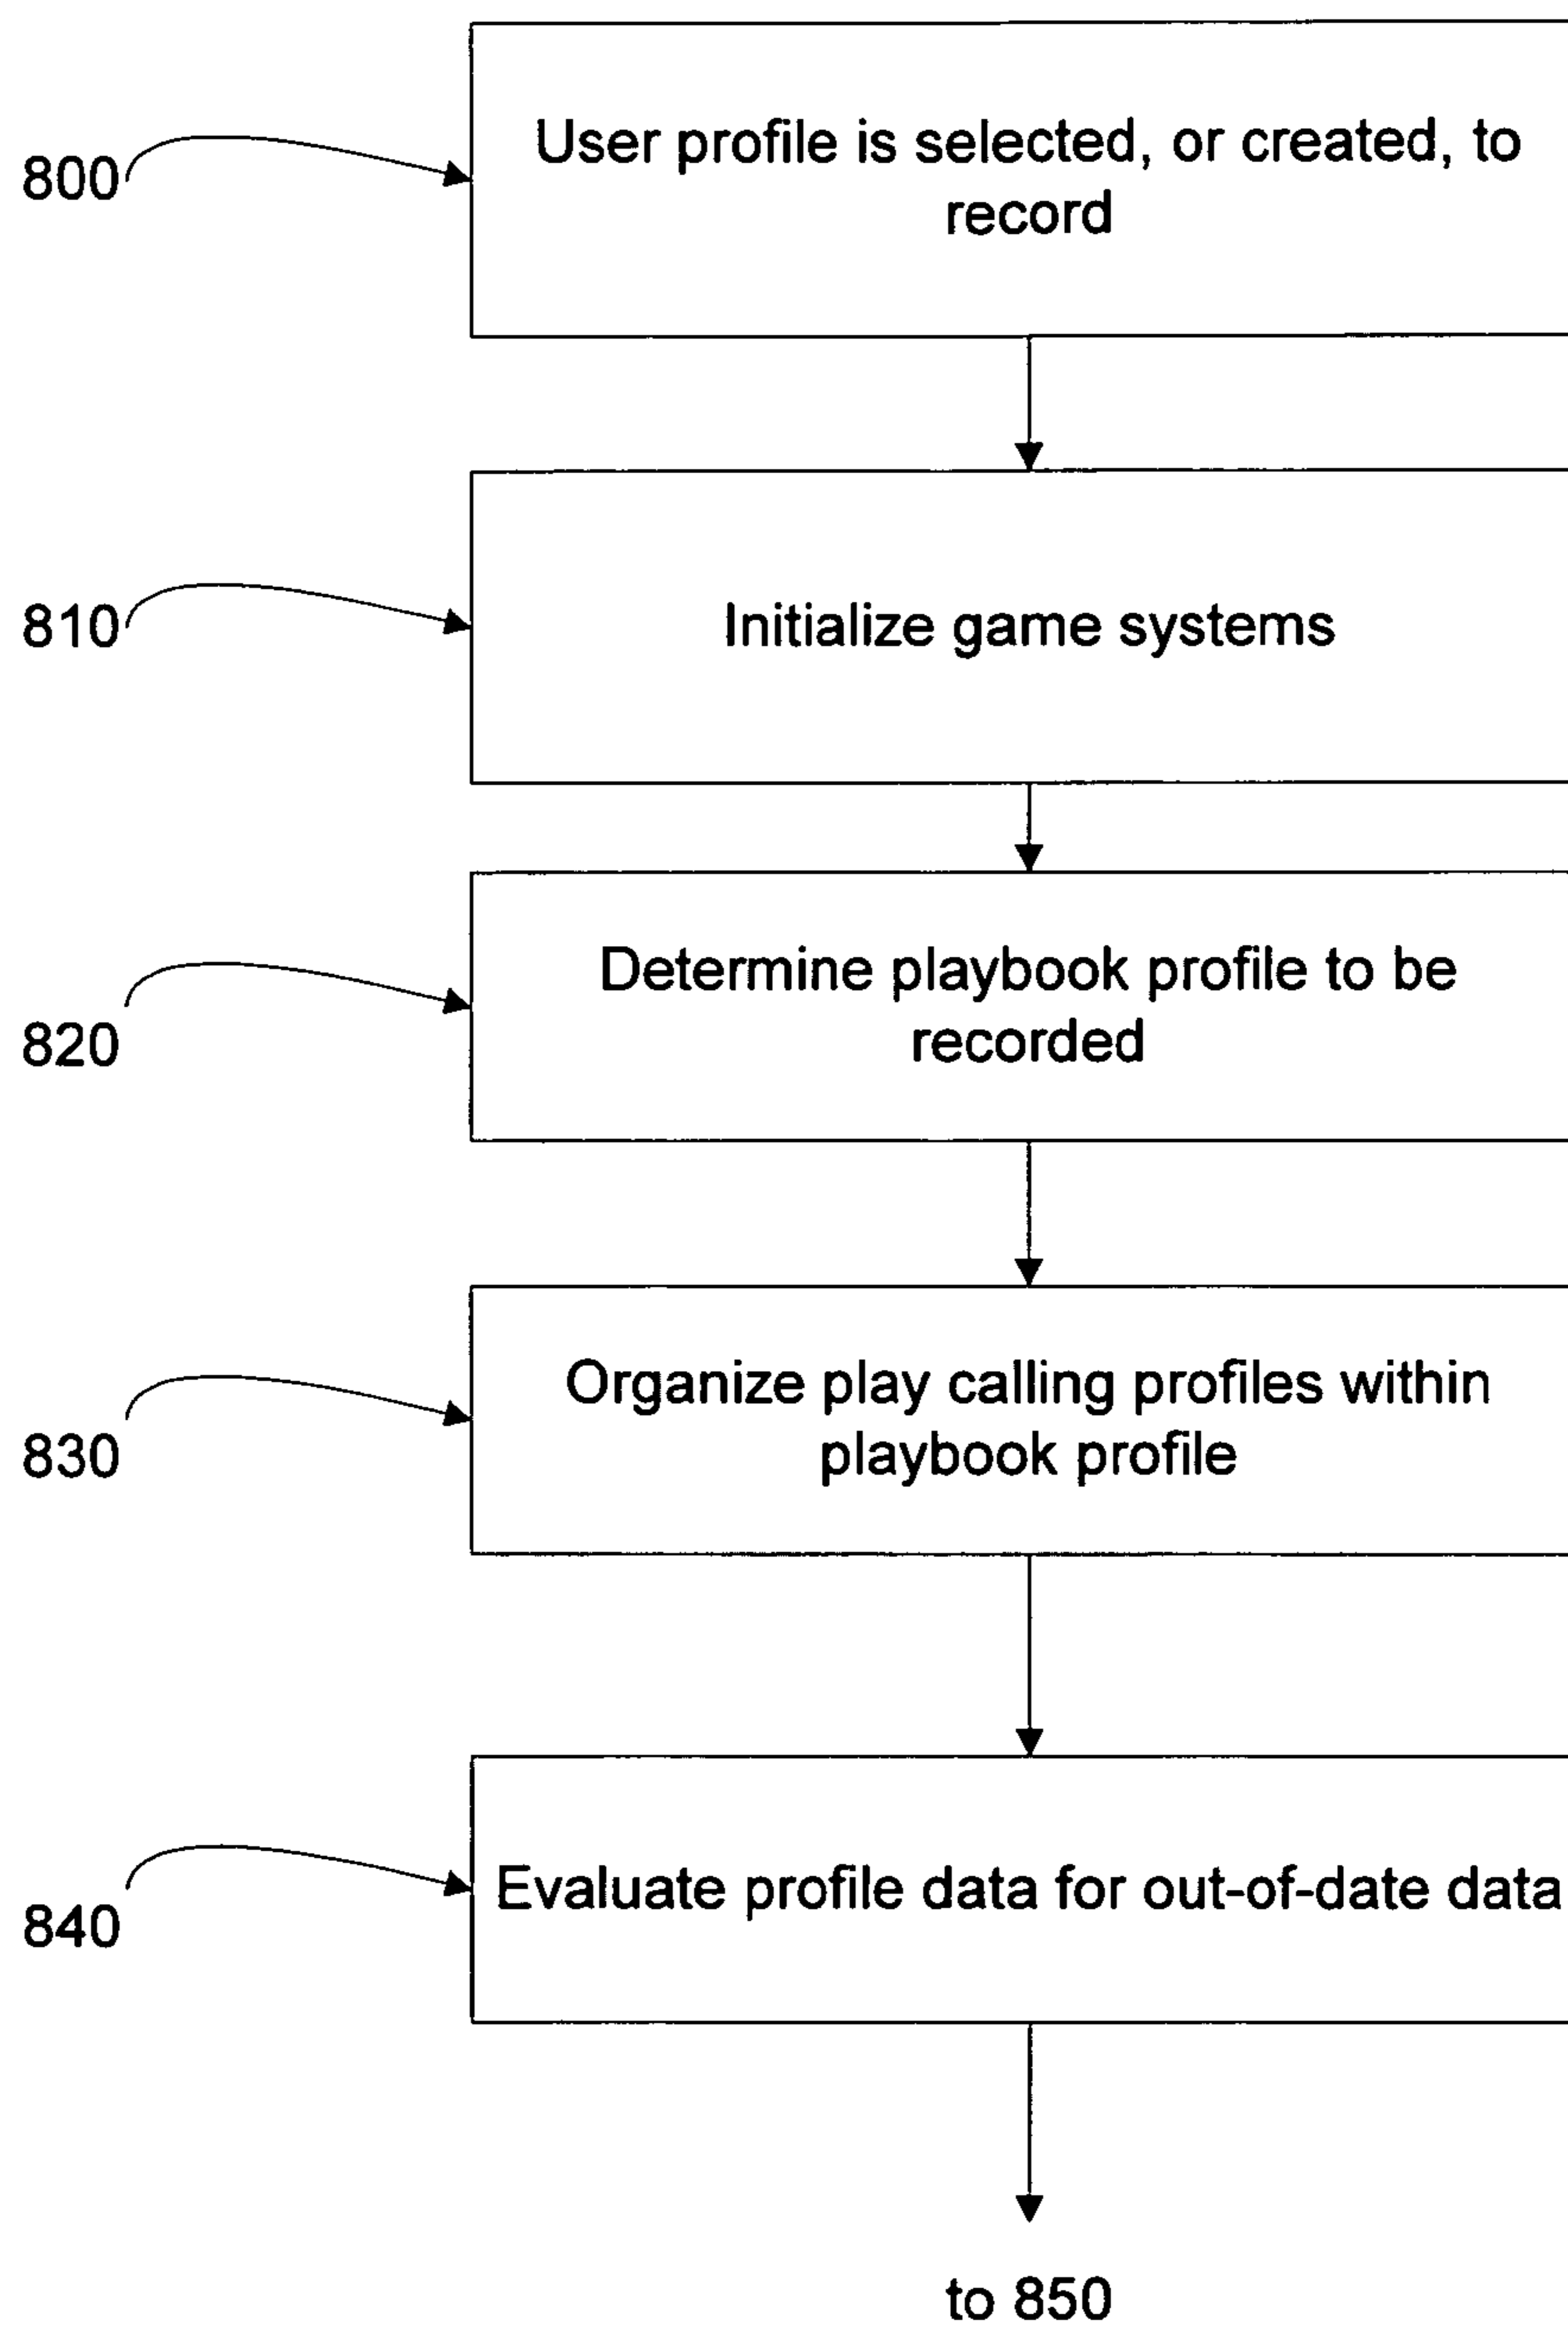 User profile is selected, or created, to
record
800
Initialize game systems
810
Determine playbook profile to be
recorded
820
Organize play calling profiles within
playbook profile
830
Evaluate profile data for out-of-date data
840
to 850